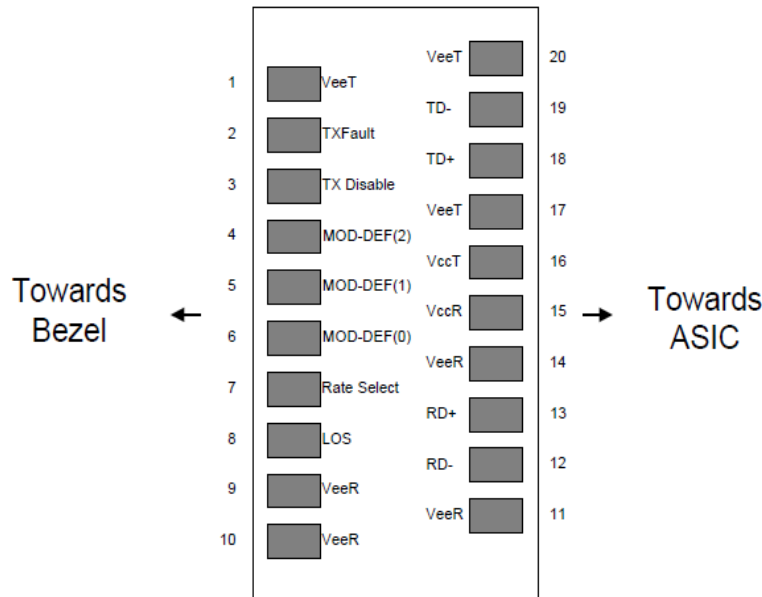 VeeT 20
1 VeeT
TD- 19
2 TXFault
TD+ 18
3 TX Disable
VeeT 17
4 MOD-DEF(2)
VccT 16
5 MOD-DEF(1)
Towards
Bezel
VccR 15
Towards
ASIC
6 MOD-DEF(0)
VeeR 14
7 Rate Select
RD+ 13
8 LOS
RD- 12
9 VeeR
VeeR 11
10 VeeR